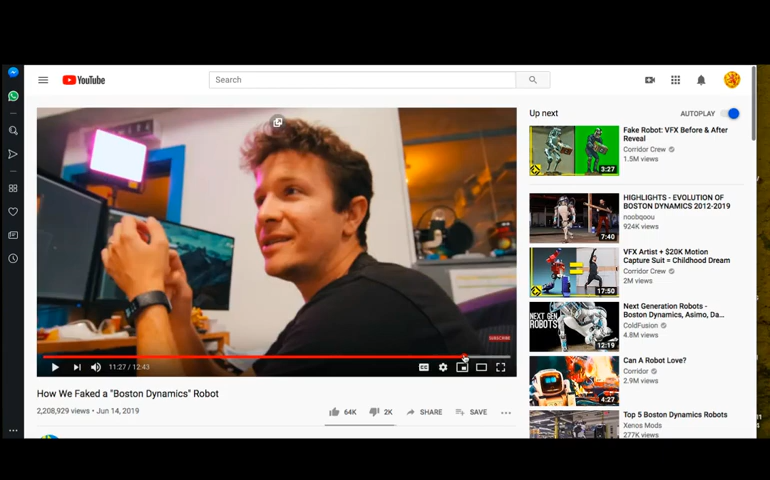 YouTube
Search
SUBSCRIBE
11:27 / 12:43
CC
How We Faked a "Boston Dynamics" Robot
2,208,929 views • Jun 14, 2019
64K
2K
SHARE
SAVE
Up next
AUTOPLAY
3:27
Fake Robot: VFX Before & After
Reveal
Corridor Crew
1.5M views
7:40
HIGHLIGHTS - EVOLUTION OF
BOSTON DYNAMICS 2012-2019
noobqoou
924K views
17:50
VFX Artist + $20K Motion
Capture Suit = Childhood Dream
Corridor Crew
2M views
NEXT GEN
ROBOTS
12:19
Next Generation Robots -
Boston Dynamics, Asimo, Da...
ColdFusion
4.8M views
4:27
Can A Robot Love?
Corridor
2.9M views
Top 5 Boston Dynamics Robots
Xenos Mods
277K views